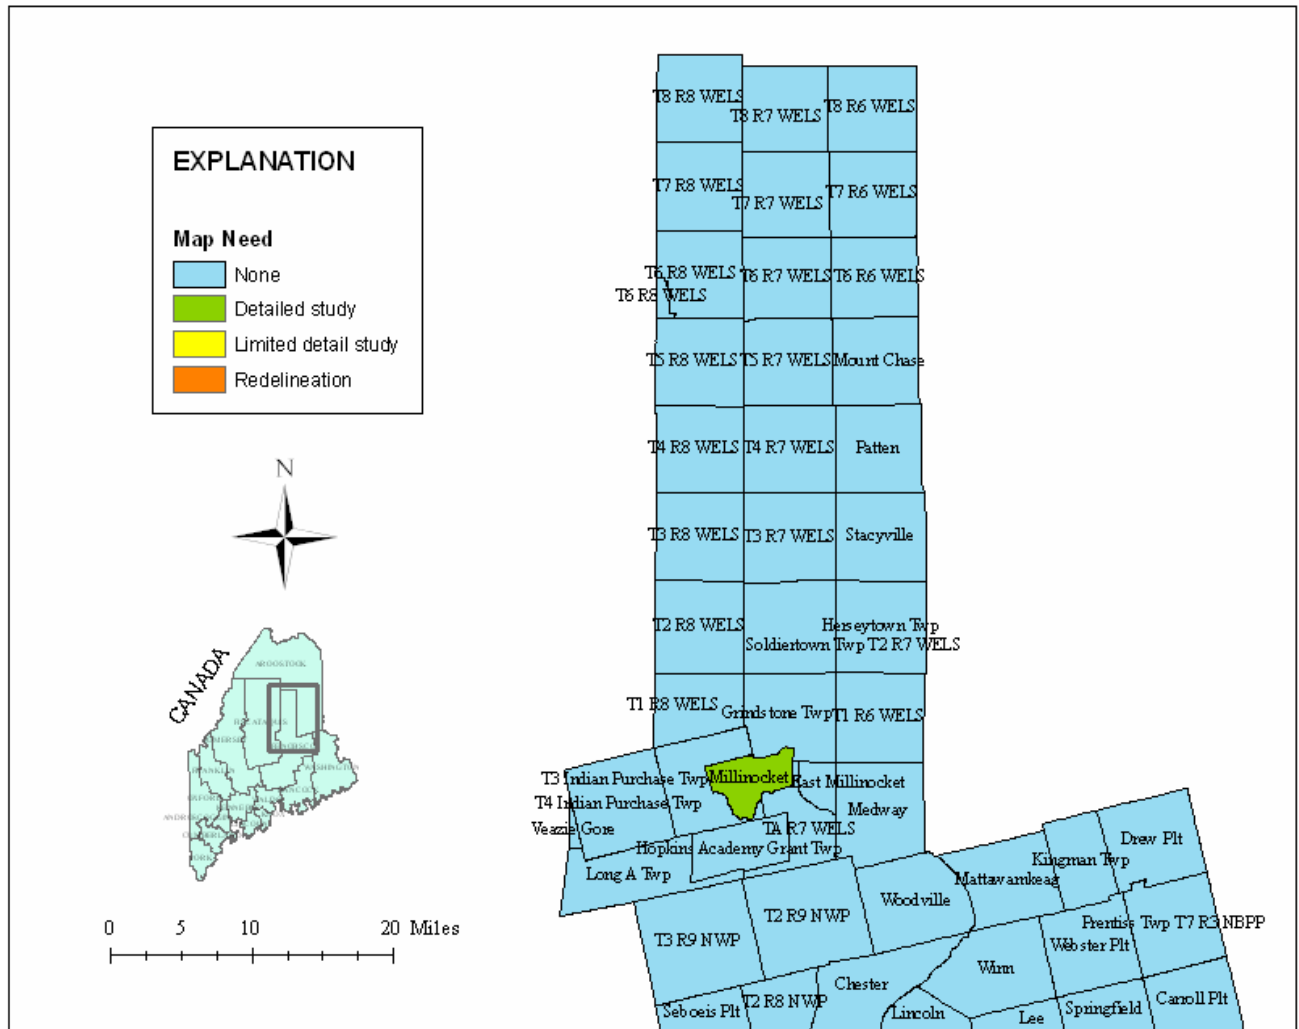 EXPLANATION
Map Need
None
Detailed study
Limited detail study
Redelineation
N
CANADA
AROOSTOOK
WASHINGTON
0 5 10 20 Miles
T8 R8 WELS
T8 R7 WELS
T8 R6 WELS
T7 R8 WELS
T7 R7 WELS
T7 R6 WELS
T6 R8 WELS
T6 R7 WELS
T6 R6 WELS
T6 R8 WELS
T5 R8 WELS
T5 R7 WELS
Mount Chase
T4 R8 WELS
T4 R7 WELS
Patten
T3 R8 WELS
T3 R7 WELS
Stacyville
T2 R8 WELS
Herseytown Twp
Soldiertown Twp T2 R7 WELS
T1 R8 WELS
Grindstone Twp
T1 R6 WELS
T3 Indian Purchase Twp
Millinocket
East Millinocket
T4 Indian Purchase Twp
Medway
Veazie Gore
TA R7 WELS
Hopkins Academy Grant Twp
Long A Twp
Drew Plt
Kingman Twp
Mattawamkeag
Woodville
T2 R9 NWP
Prentiss Twp T7 R3 NBPP
T3 R9 NWP
Webster Plt
Winn
Chester
T2 R8 NWP
Carroll Plt
Seboeis Plt
Lincoln
Lee
Springfield